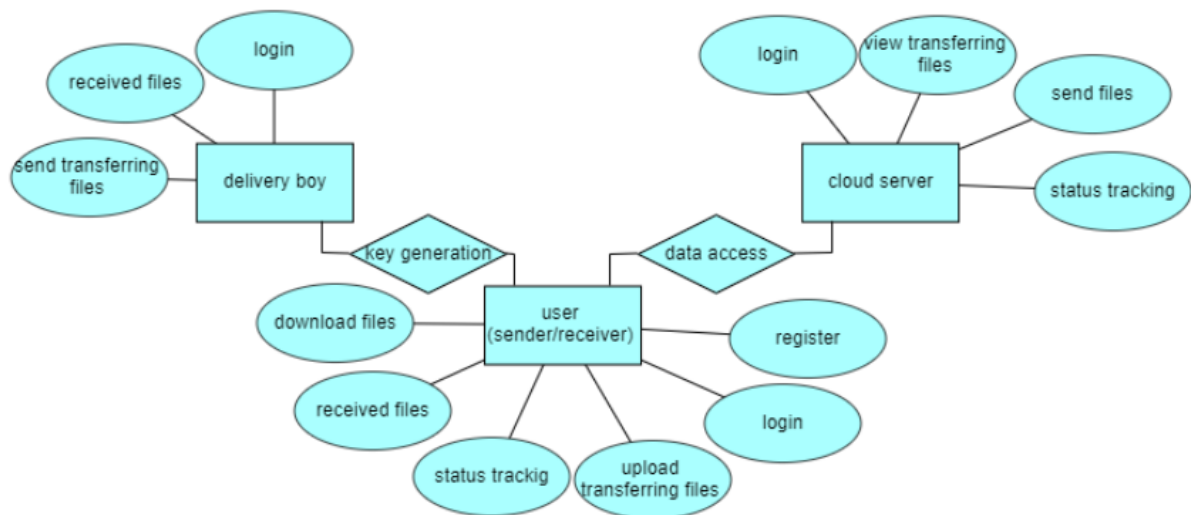 login
received files
send transferring
files
delivery boy
login
view transferring
files
send files
status tracking
cloud server
key generation
data access
user
(sender/receiver)
download files
received files
status trackig
upload
transferring files
login
register